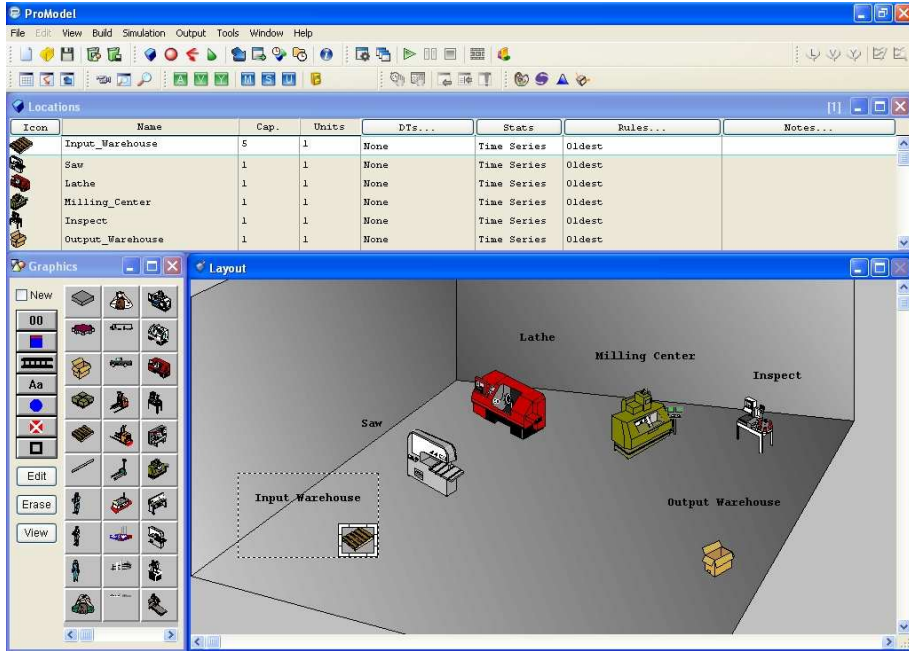 ProModel
File Edit View Build Simulation Output Tools Window Help
A V Y M S U
Locations [1]
Icon Name Cap. Units DTs... Stats Rules... Notes...
Input_Warehouse 5 1 None Time Series Oldest
Saw 1 1 None Time Series Oldest
Lathe 1 1 None Time Series Oldest
Milling_Center 1 1 None Time Series Oldest
Inspect 1 1 None Time Series Oldest
Output_Warehouse 1 1 None Time Series Oldest
Graphics
New
00
Aa
Edit
Erase
View
Layout
Lathe
Milling Center
Inspect
Saw
Input Warehouse
Output Warehouse